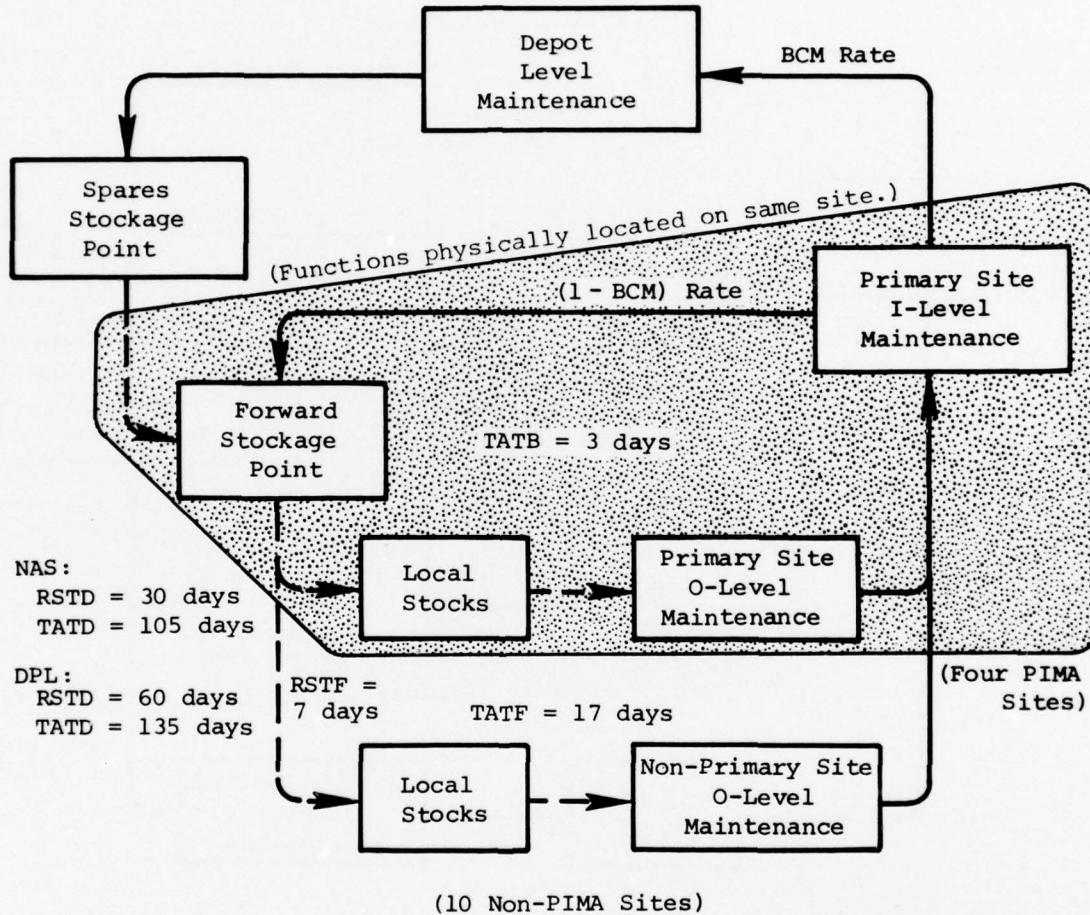 Depot
Level
Maintenance
BCM Rate
Spares
Stockage
Point
(Functions physically located on same site.)
(1 - BCM) Rate
Primary Site
I-Level
Maintenance
Forward
Stockage
Point
TATB = 3 days
Local
Stocks
Primary Site
O-Level
Maintenance
NAS:
RSTD = 30 days
TATD = 105 days
DPL:
RSTD = 60 days
TATD = 135 days
RSTF =
7 days
TATF = 17 days
(Four PIMA
Sites)
Local
Stocks
Non-Primary Site
O-Level
Maintenance
(10 Non-PIMA Sites)